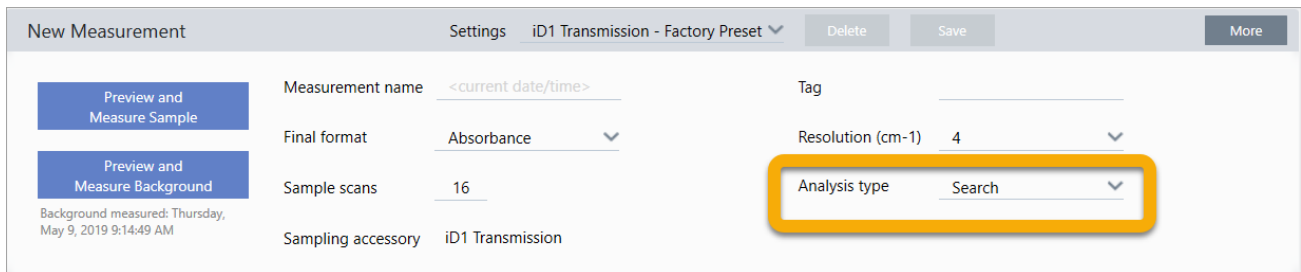 New Measurement Settings iD1 Transmission - Factory Preset Delete Save More
Preview and
Measure Sample
Measurement name <current date/time> Tag
Final format Absorbance Resolution (cm-1) 4
Preview and
Measure Background
Sample scans 16 Analysis type Search
Background measured: Thursday,
May 9, 2019 9:14:49 AM
Sampling accessory iD1 Transmission